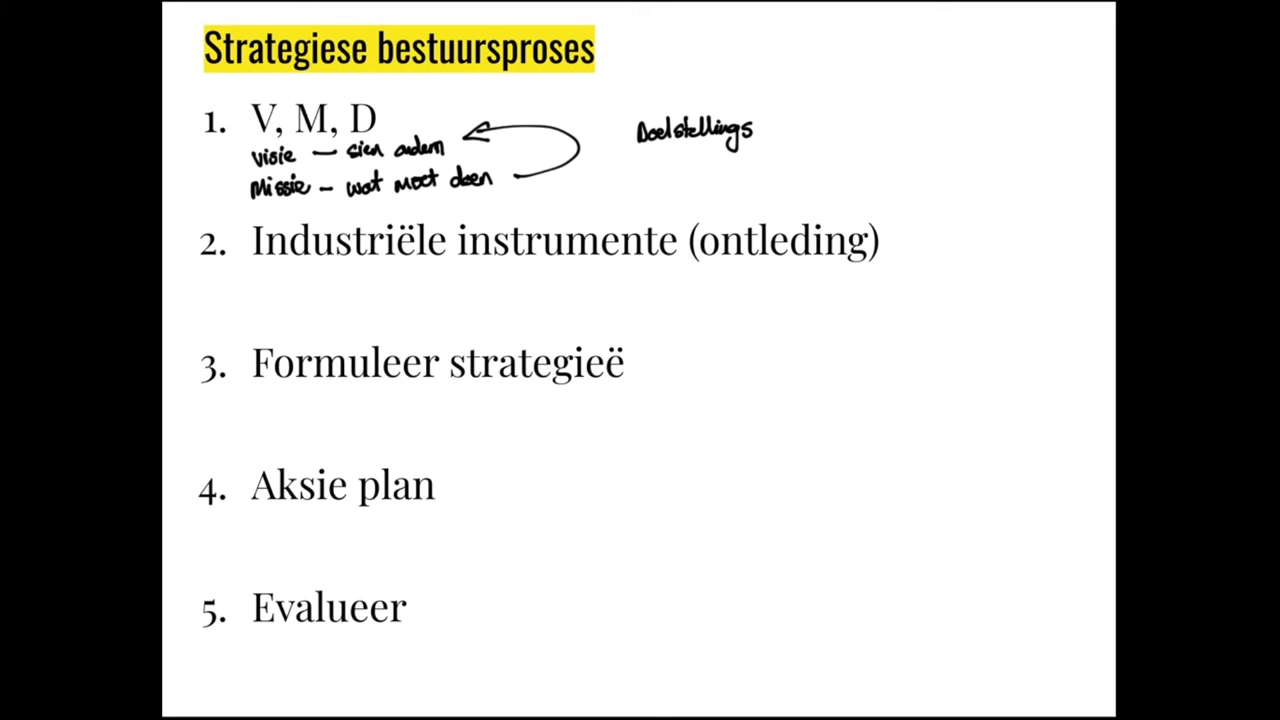 Strategiese bestuursproses
1. V, M, D
Doelstellings
Visie – sien
Missie – wat moet doen
2. Industriële instrumente (ontleding)
3. Formuleer strategieë
4. Aksie plan
5. Evalueer